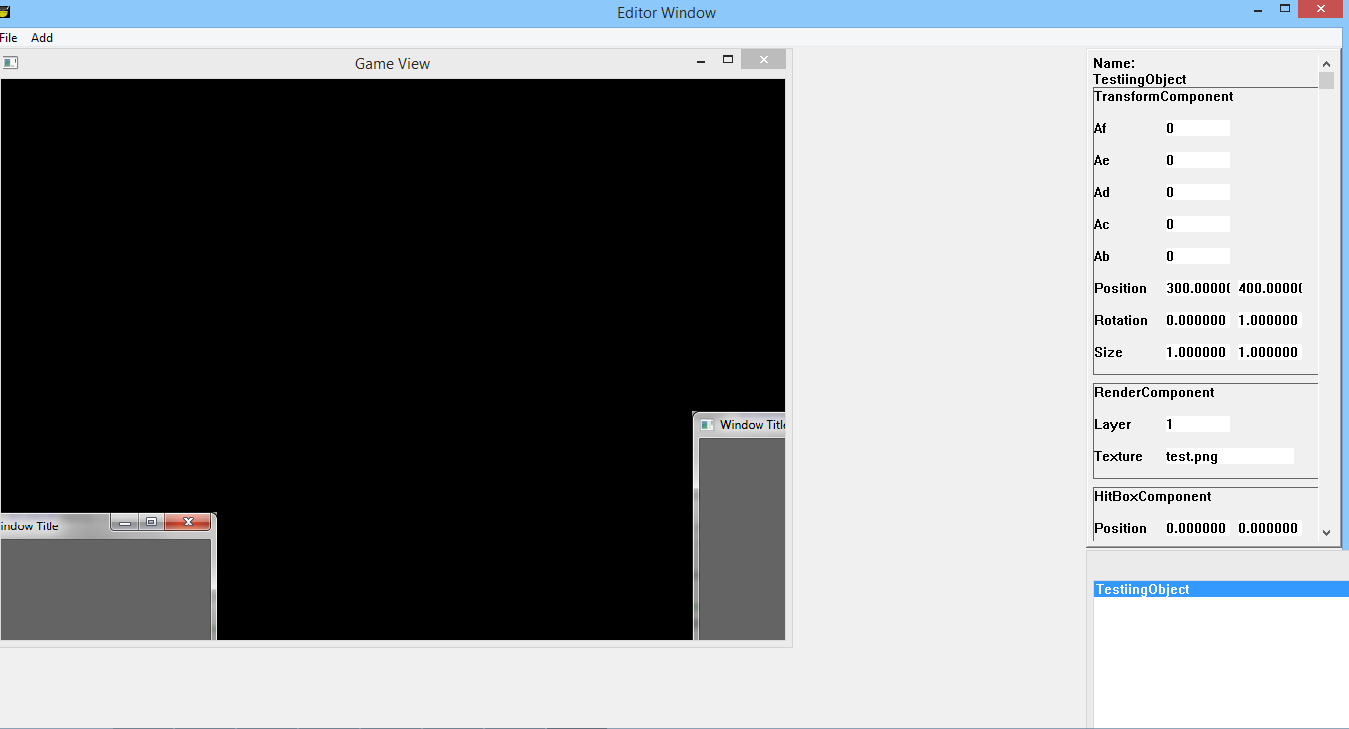 Editor Window
File Add
Game View
Name:
TestiingObject
TransformComponent
Af 0
Ae 0
Ad 0
Ac 0
Ab 0
Position 300.00000 400.00000
Rotation 0.000000 1.000000
Size 1.000000 1.000000
RenderComponent
Layer 1
Texture test.png
HitBoxComponent
Position 0.000000 0.000000
Window Title
indow Title
TestiingObject